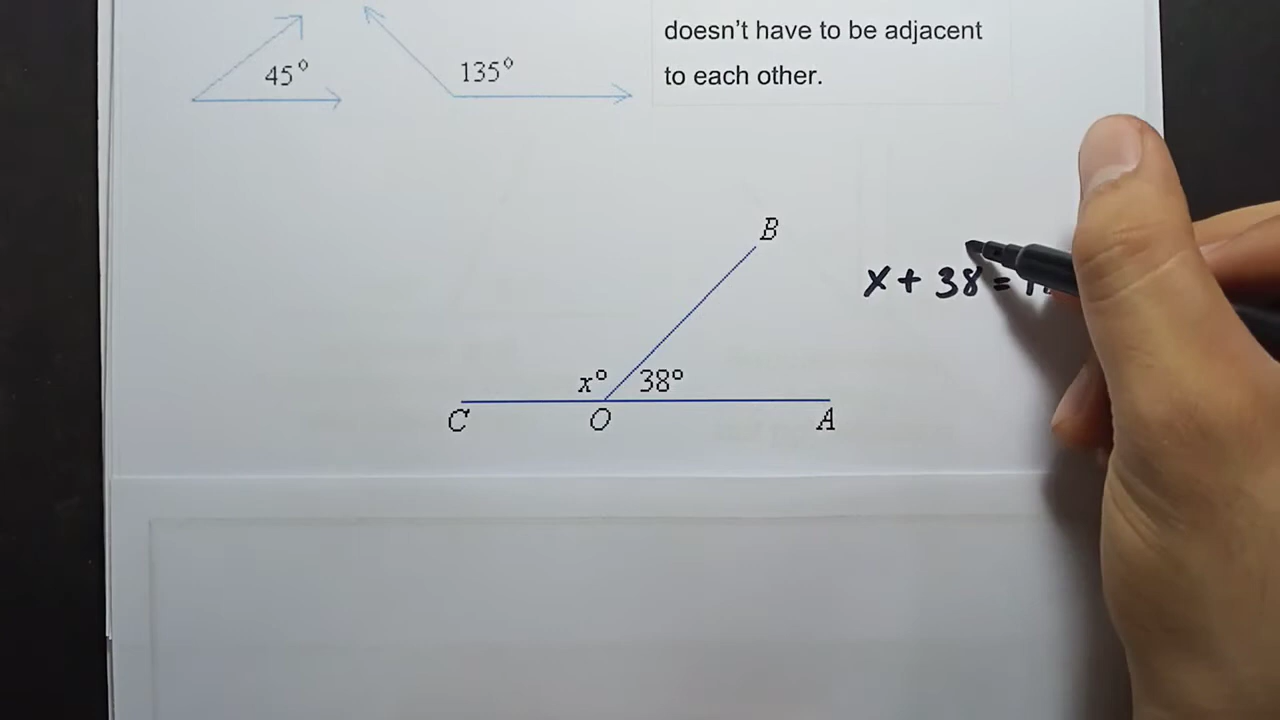 doesn't have to be adjacent
to each other.
45°
135°
B
x + 38 =
x°
38°
C
O
A